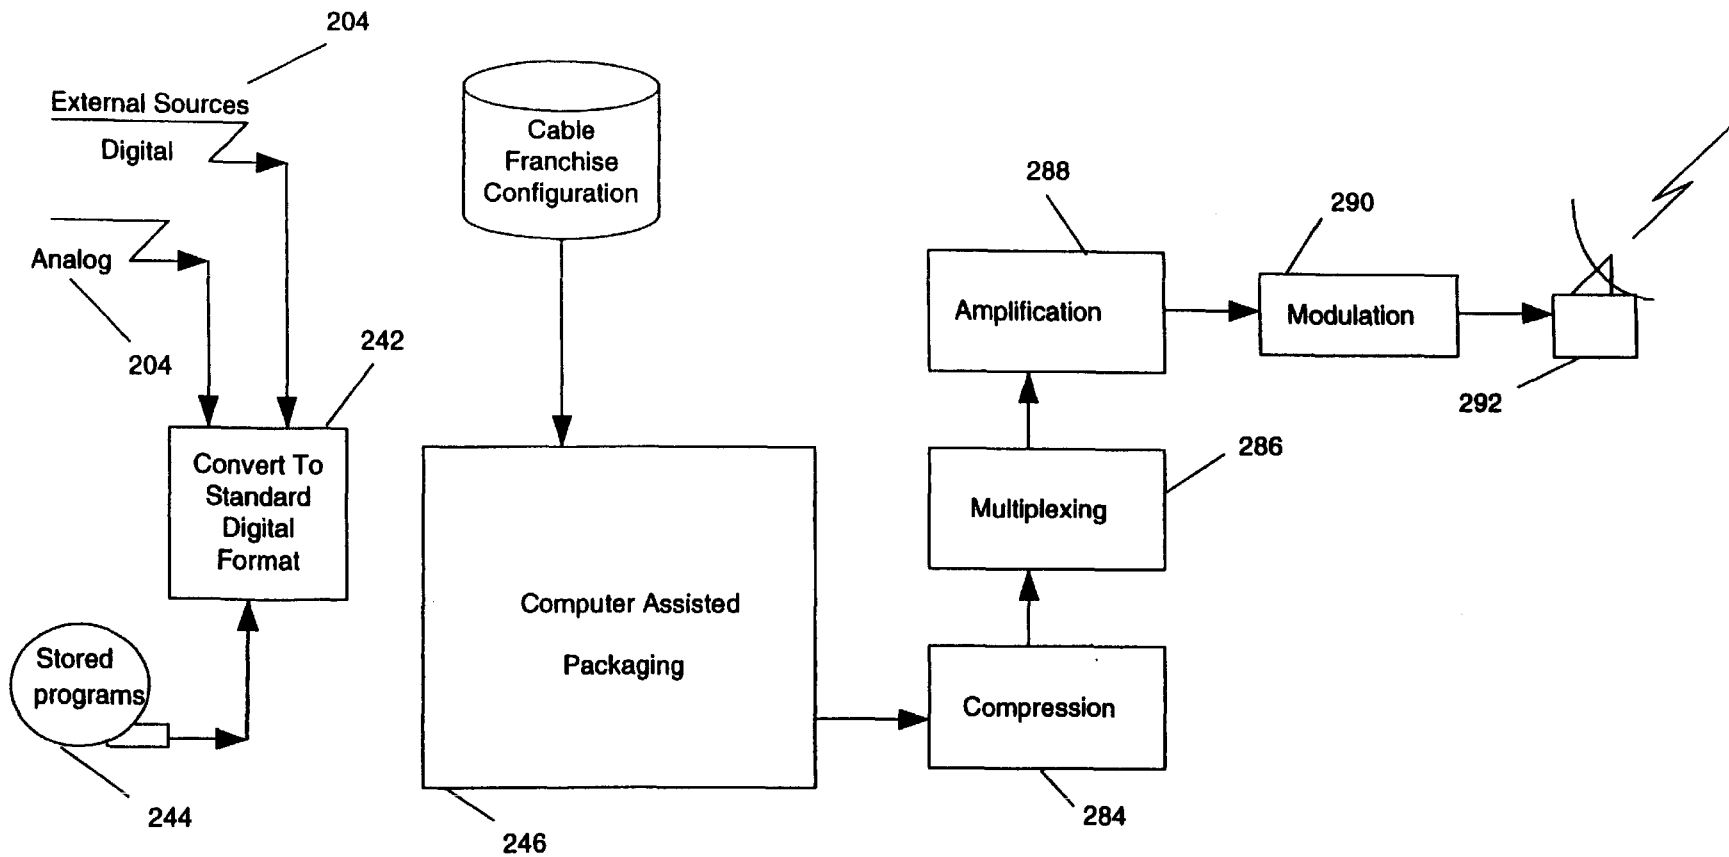 204
External Sources
Digital
Analog
204
242
Convert To
Standard
Digital
Format
Stored
programs
244
Cable
Franchise
Configuration
Computer Assisted
Packaging
246
288
Amplification
290
Modulation
292
286
Multiplexing
Compression
284